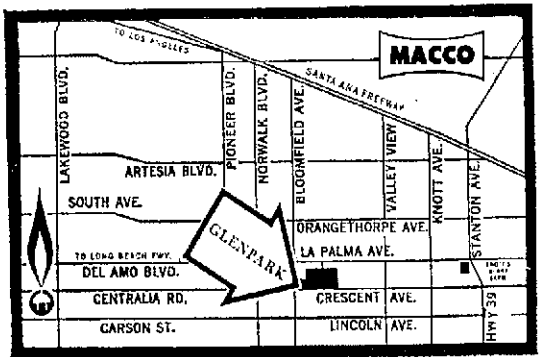 TO LOS ANGELES
MACCO
SANTA ANA FREEWAY
LAKEWOOD BLVD.
PIONEER BLVD.
NORWALK BLVD.
BLOOMFIELD AVE.
VALLEY VIEW
KNOTT AVE.
STANTON AVE.
ARTESIA BLVD.
SOUTH AVE.
ORANGETHORPE AVE.
GLENPARK
LA PALMA AVE.
TO LONG BEACH FWY.
DEL AMO BLVD.
CENTRALIA RD.
CRESCENT AVE.
CARSON ST.
LINCOLN AVE.
HWY 39